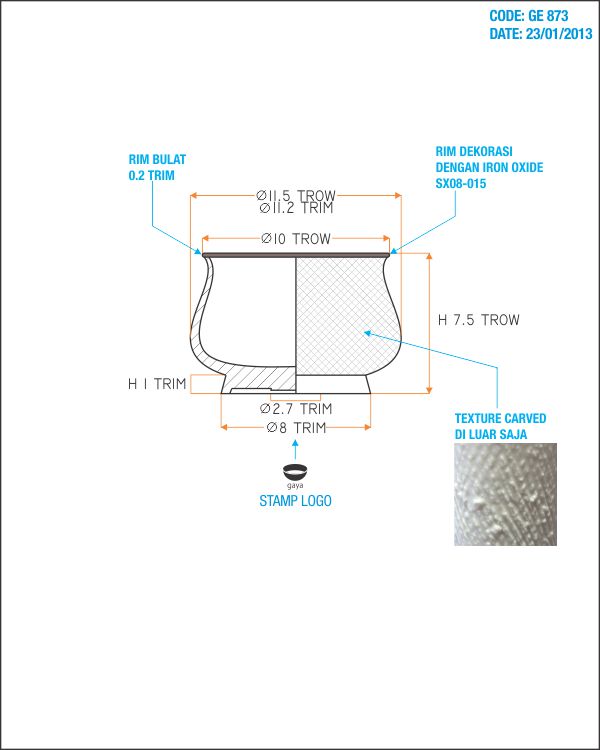 CODE: GE 873
DATE: 23/01/2013
RIM BULAT
0.2 TRIM
RIM DEKORASI
DENGAN IRON OXIDE
SX08-015
Ø11.5 TROW
Ø11.2 TRIM
Ø10 TROW
H 7.5 TROW
H 1 TRIM
Ø2.7 TRIM
Ø8 TRIM
TEXTURE CARVED
DI LUAR SAJA
gaya
STAMP LOGO